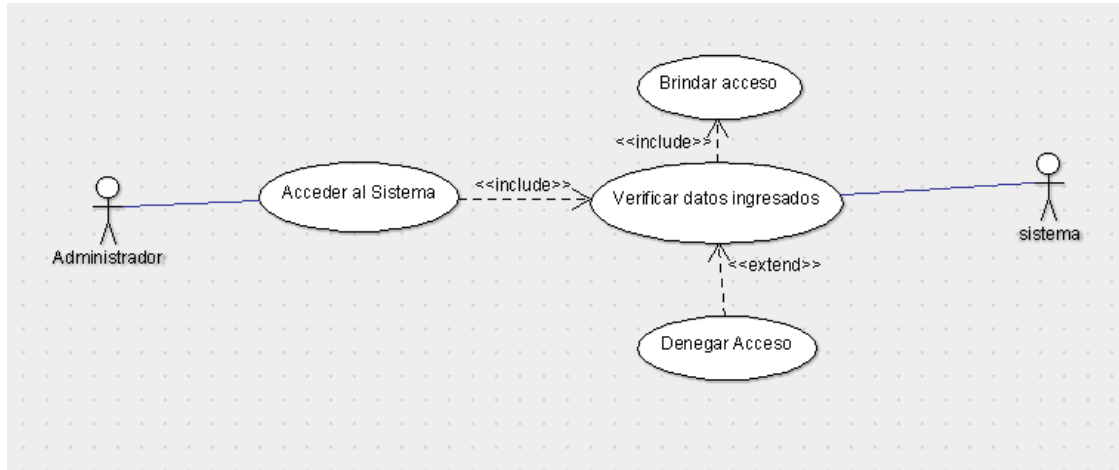 Brindar acceso
<<include>>
Acceder al Sistema
<<include>>
Verificar datos ingresados
Administrador
sistema
<<extend>>
Denegar Acceso